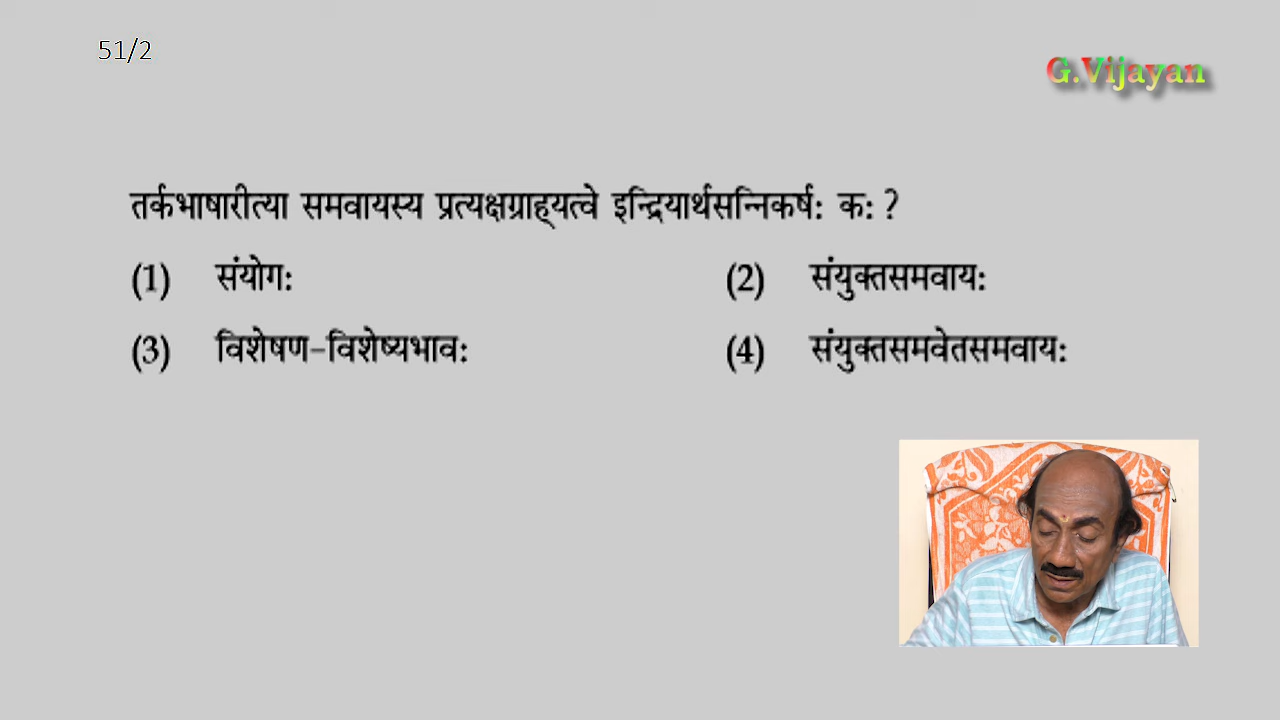 51/2
G.Vijayan
तर्कभाषारीत्या समवायस्य प्रत्यक्षग्राह्यत्वे इन्द्रियार्थसन्निकर्षः कः ?
(1) संयोगः (2) संयुक्तसमवायः
(3) विशेषण-विशेष्यभावः (4) संयुक्तसमवेतसमवायः